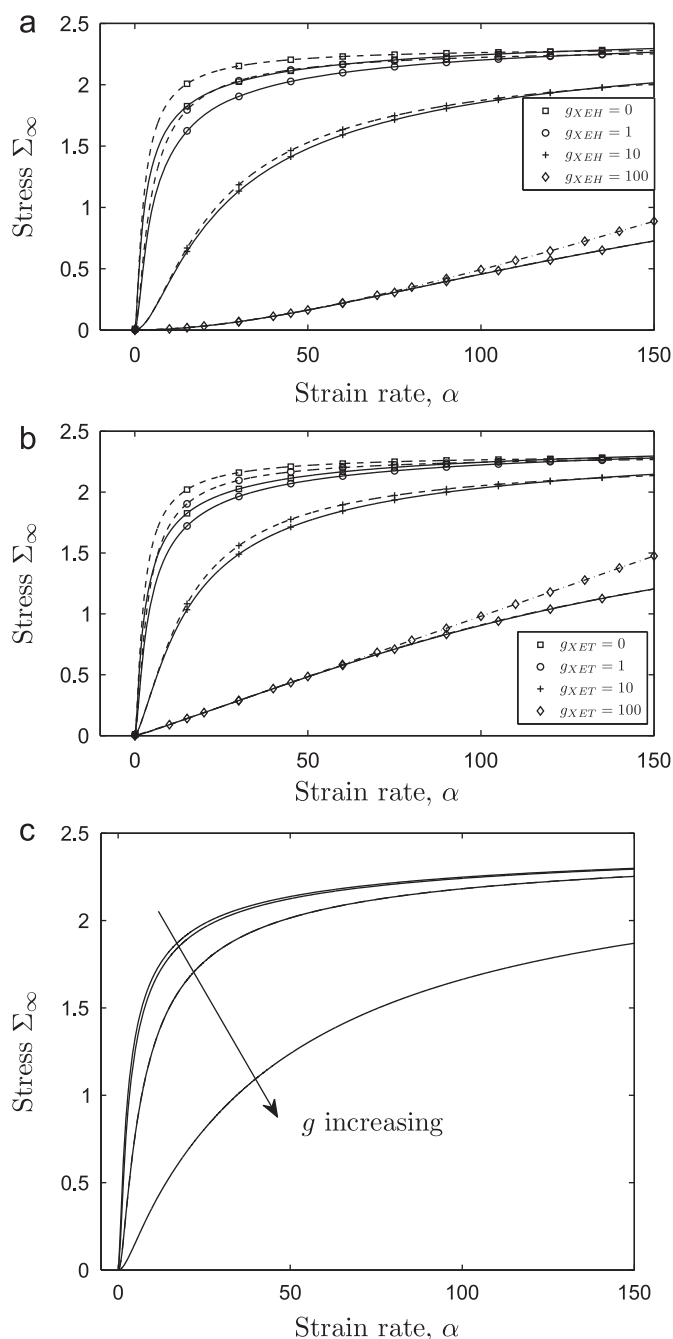 a
2.5
2
1.5
1
0.5
0
Stress Σ∞
g_XEH = 0
g_XEH = 1
g_XEH = 10
g_XEH = 100
0 50 100 150
Strain rate, α
b
2.5
2
1.5
1
0.5
0
Stress Σ∞
g_XET = 0
g_XET = 1
g_XET = 10
g_XET = 100
0 50 100 150
Strain rate, α
c
2.5
2
1.5
1
0.5
0
Stress Σ∞
g increasing
0 50 100 150
Strain rate, α